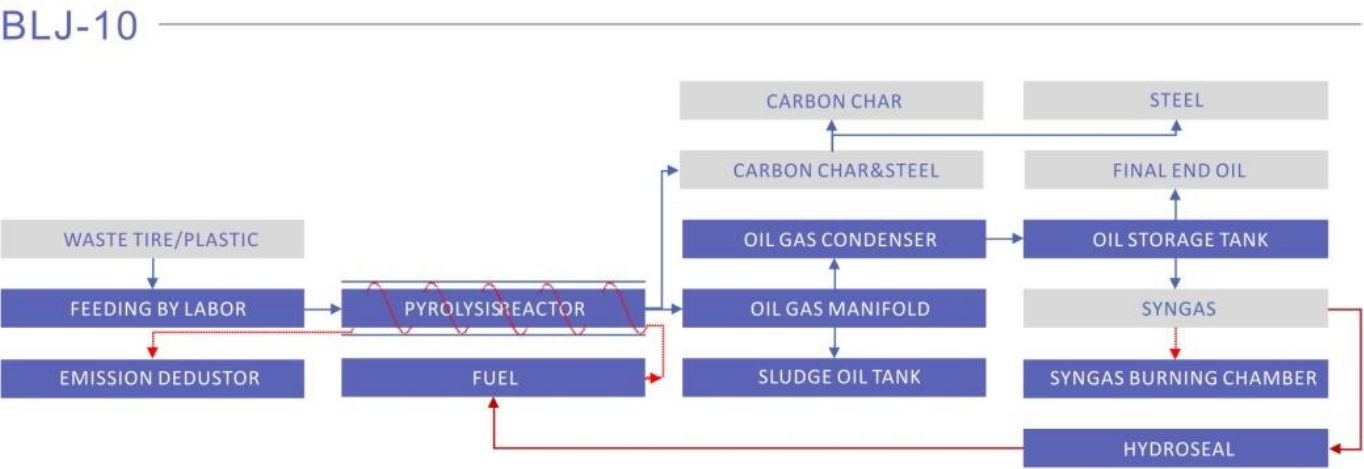 BLJ-10
CARBON CHAR
STEEL
CARBON CHAR&STEEL
FINAL END OIL
WASTE TIRE/PLASTIC
OIL GAS CONDENSER
OIL STORAGE TANK
FEEDING BY LABOR
PYROLYSISREACTOR
OIL GAS MANIFOLD
SYNGAS
EMISSION DEDUSTOR
FUEL
SLUDGE OIL TANK
SYNGAS BURNING CHAMBER
HYDROSEAL